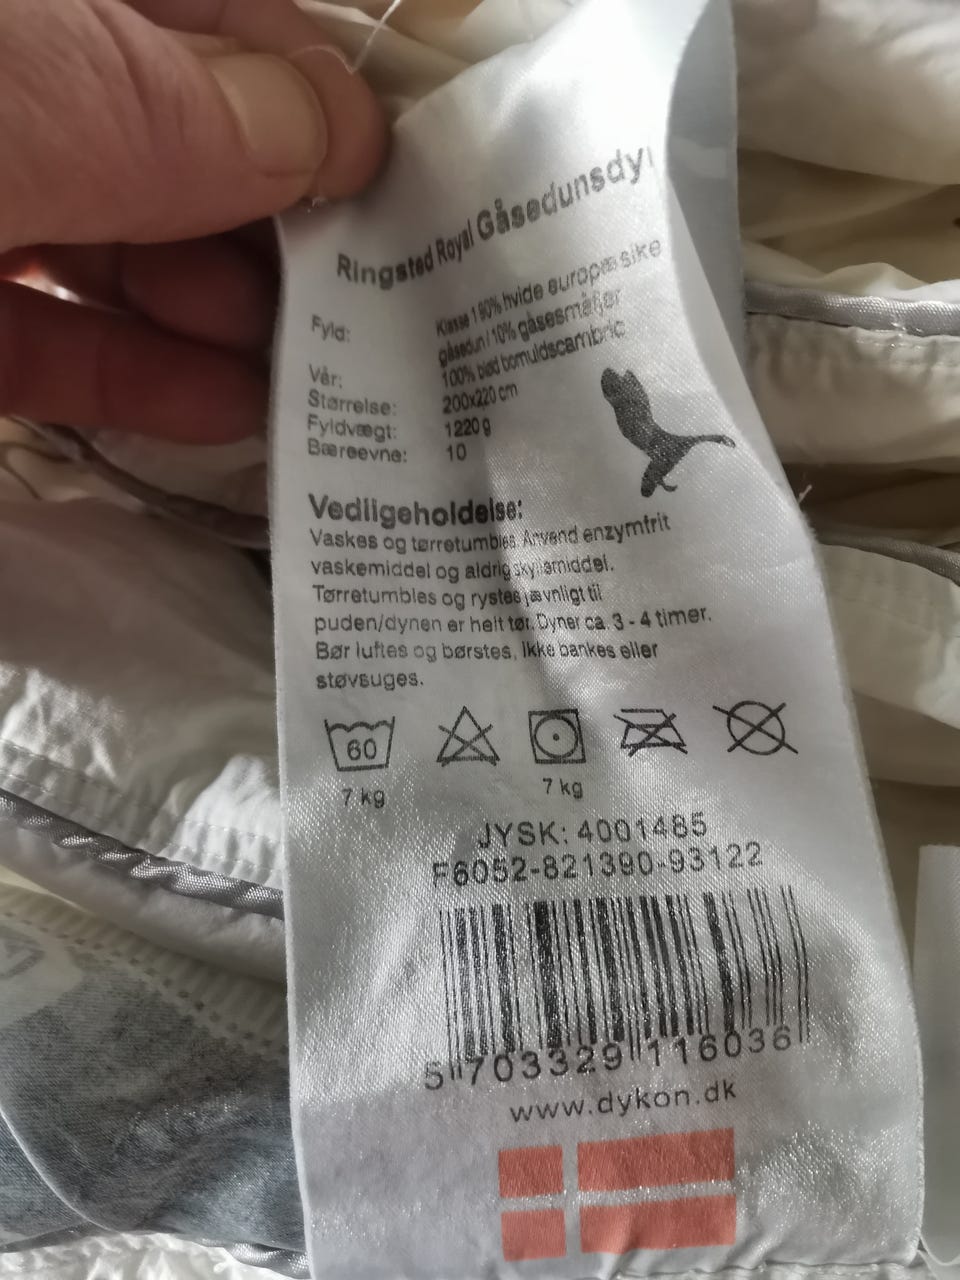 Ringsted Royal Gåsedunsdy
Fyld: Klasse 1 90% hvide europæsike
gåsedun/10% gåsesmåfjer
Vår: 100% blød bomuldscambric
Størrelse: 200x220 cm
Fyldvægt: 1220 g
Bæreevne: 10
Vedligeholdelse:
Vaskes og tørretumbles. Anvend enzymfrit
vaskemiddel og aldrig skyllemiddel.
Tørretumbles og rystes jævnligt til
puden/dynen er helt tør. Dyner ca. 3 - 4 timer.
Bør luftes og børstes, Ikke bankes eller
støvsuges.
60
7 kg 7 kg
JYSK: 4001485
F6052-821390-93122
5 703329 116036
www.dykon.dk